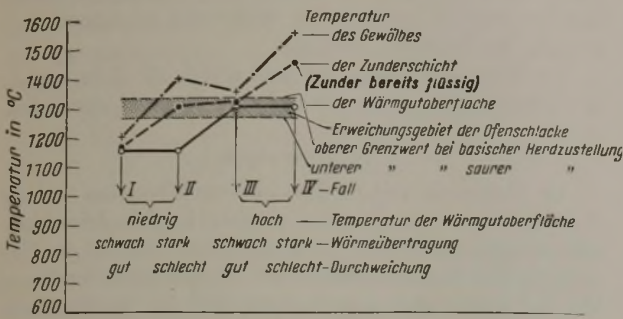 Temperatur in °C
1600
1500
1400
1300
1200
1100
1000
900
800
700
600
Temperatur
des Gewölbes
der Zunderschicht
(Zunder bereits flüssig)
der Wärmgutoberfläche
Erweichungsgebiet der Ofenschlacke
oberer Grenzwert bei basischer Herdzustellung
unterer " " saurer "
I II III IV – Fall
niedrig hoch — Temperatur der Wärmgutoberfläche
schwach stark schwach stark – Wärmeübertragung
gut schlecht gut schlecht – Durchweichung